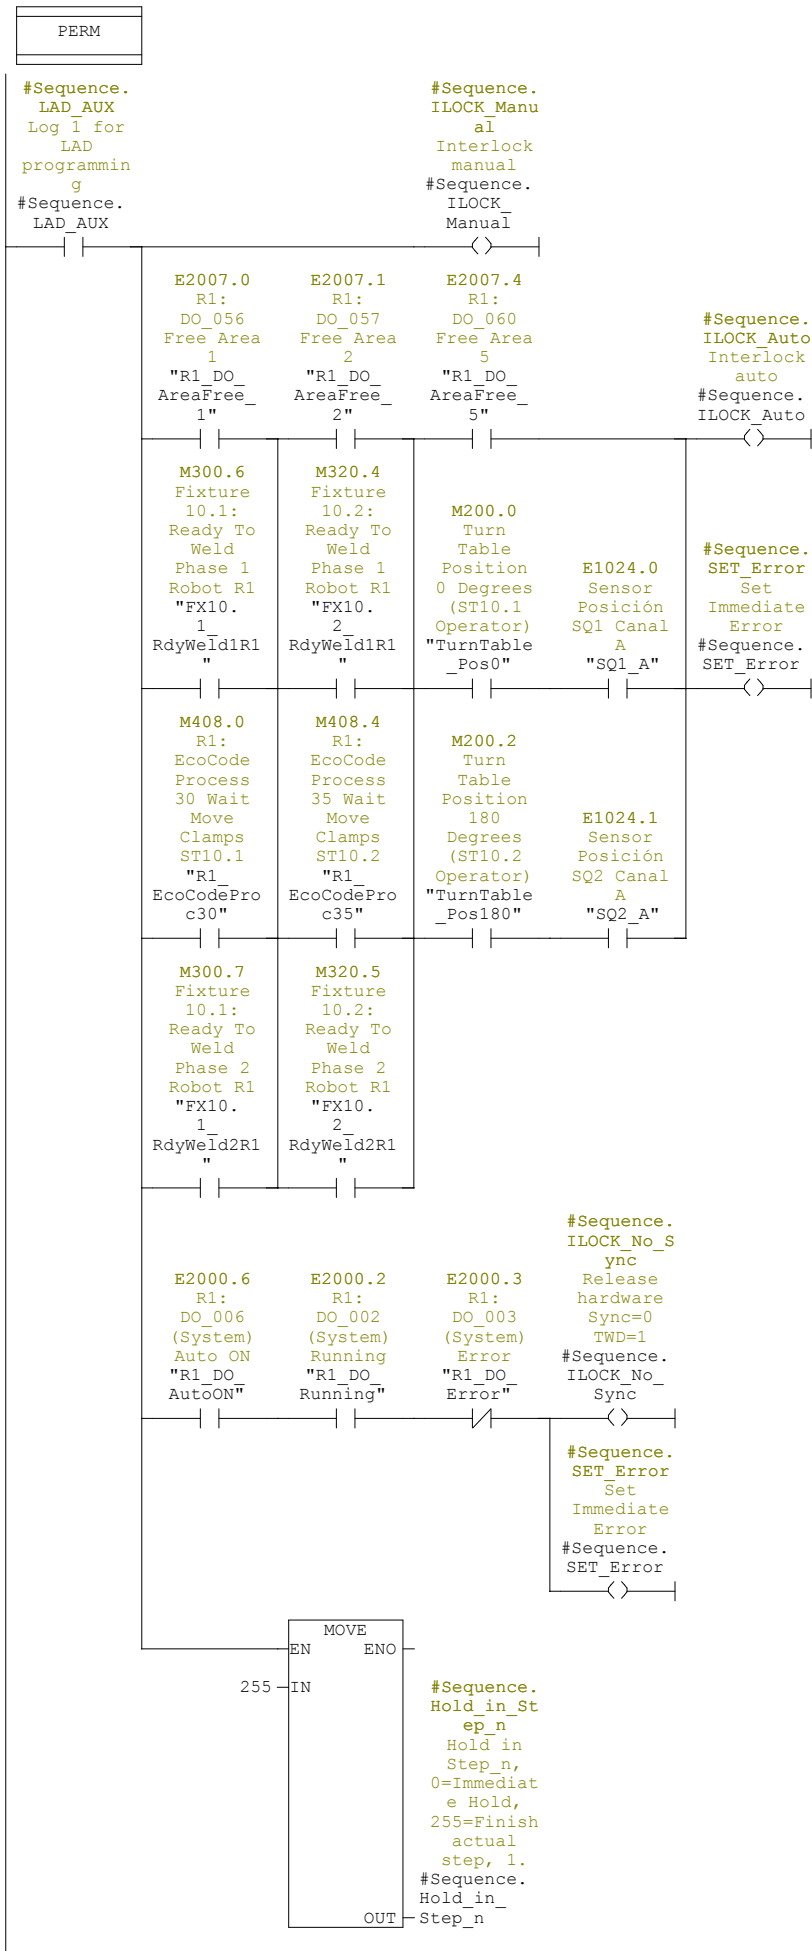 PERM
#Sequence.
LAD_AUX
Log 1 for
LAD
programmin
g
#Sequence.
LAD_AUX
#Sequence.
ILOCK_Manu
al
Interlock
manual
#Sequence.
ILOCK_
Manual
E2007.0
R1:
DO_056
Free Area
1
"R1_DO_
AreaFree_
1"
E2007.1
R1:
DO_057
Free Area
2
"R1_DO_
AreaFree_
2"
E2007.4
R1:
DO_060
Free Area
5
"R1_DO_
AreaFree_
5"
#Sequence.
ILOCK_Auto
Interlock
auto
#Sequence.
ILOCK_Auto
M300.6
Fixture
10.1:
Ready To
Weld
Phase 1
Robot R1
"FX10.
1_
RdyWeld1R1
"
M320.4
Fixture
10.2:
Ready To
Weld
Phase 1
Robot R1
"FX10.
2_
RdyWeld1R1
"
M200.0
Turn
Table
Position
0 Degrees
(ST10.1
Operator)
"TurnTable
_Pos0"
E1024.0
Sensor
Posición
SQ1 Canal
A
"SQ1_A"
#Sequence.
SET_Error
Set
Immediate
Error
#Sequence.
SET_Error
M408.0
R1:
EcoCode
Process
30 Wait
Move
Clamps
ST10.1
"R1_
EcoCodePro
c30"
M408.4
R1:
EcoCode
Process
35 Wait
Move
Clamps
ST10.2
"R1_
EcoCodePro
c35"
M200.2
Turn
Table
Position
180
Degrees
(ST10.2
Operator)
"TurnTable
_Pos180"
E1024.1
Sensor
Posición
SQ2 Canal
A
"SQ2_A"
M300.7
Fixture
10.1:
Ready To
Weld
Phase 2
Robot R1
"FX10.
1_
RdyWeld2R1
"
M320.5
Fixture
10.2:
Ready To
Weld
Phase 2
Robot R1
"FX10.
2_
RdyWeld2R1
"
E2000.6
R1:
DO_006
(System)
Auto ON
"R1_DO_
AutoON"
E2000.2
R1:
DO_002
(System)
Running
"R1_DO_
Running"
E2000.3
R1:
DO_003
(System)
Error
"R1_DO_
Error"
#Sequence.
ILOCK_No_S
ync
Release
hardware
Sync=0
TWD=1
#Sequence.
ILOCK_No_
Sync
#Sequence.
SET_Error
Set
Immediate
Error
#Sequence.
SET_Error
MOVE
EN ENO
255 IN
#Sequence.
Hold_in_St
ep_n
Hold in
Step_n,
0=Immediat
e Hold,
255=Finish
actual
step, 1.
#Sequence.
Hold_in_
OUT Step_n